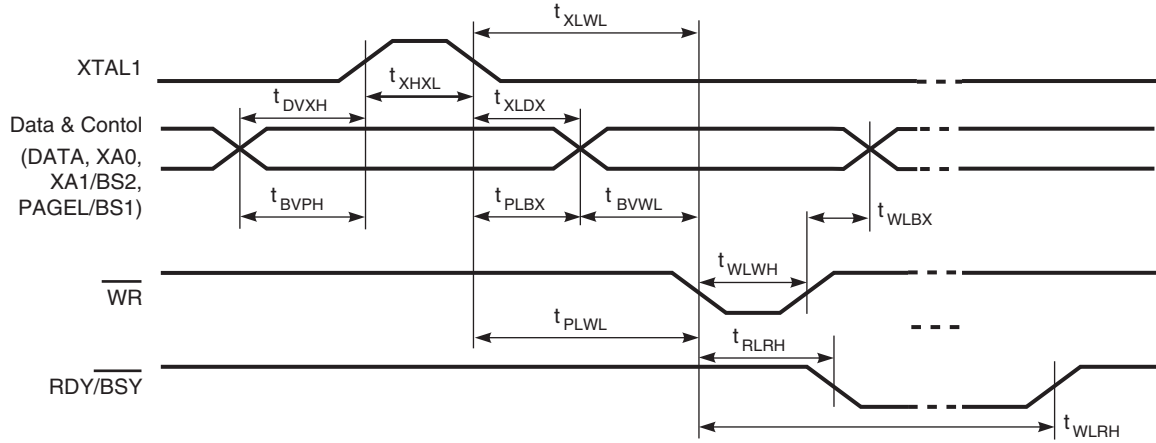 t XLWL
XTAL1
t XHXL
t DVXH
t XLDX
Data & Contol
(DATA, XA0,
XA1/BS2,
PAGEL/BS1)
t BVPH
t PLBX
t BVWL
t WLBX
t WLWH
WR
t PLWL
t RLRH
RDY/BSY
t WLRH